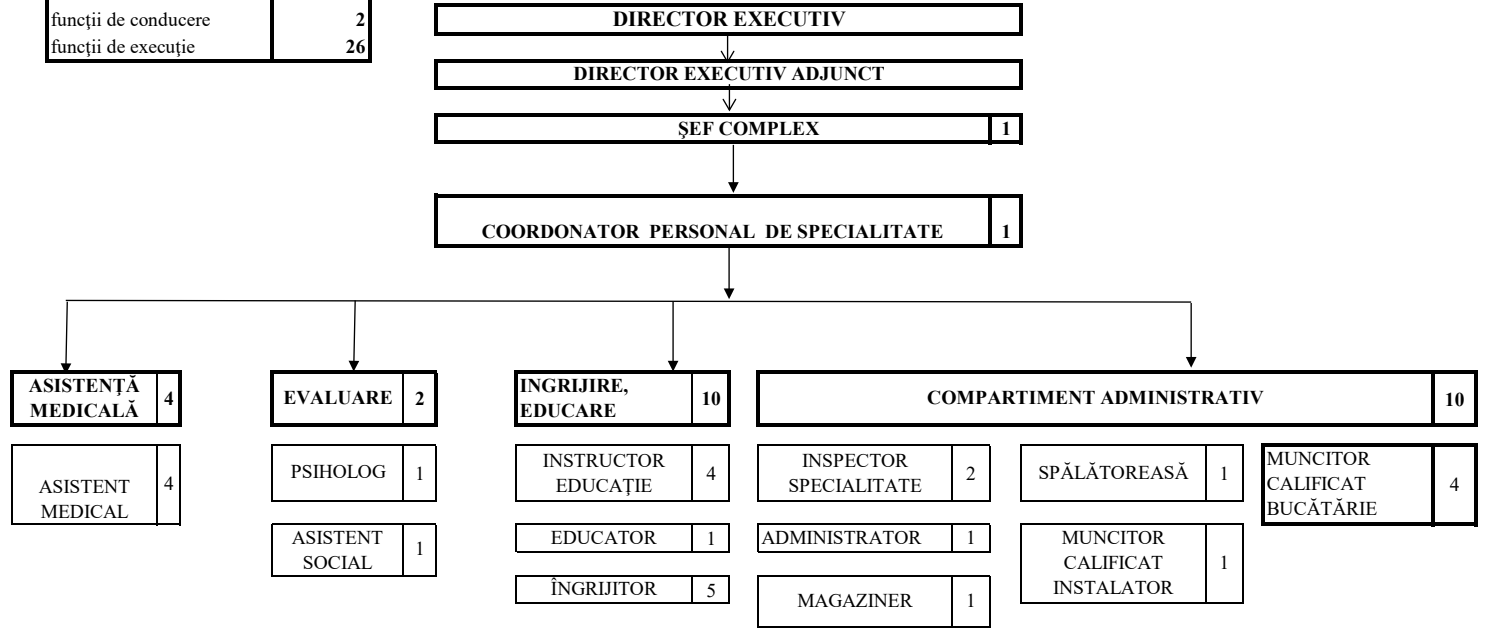 funcţii de conducere 2
funcţii de execuţie 26
DIRECTOR EXECUTIV
DIRECTOR EXECUTIV ADJUNCT
ŞEF COMPLEX 1
COORDONATOR PERSONAL DE SPECIALITATE 1
ASISTENŢĂ
MEDICALĂ 4
EVALUARE 2
INGRIJIRE,
EDUCARE 10
COMPARTIMENT ADMINISTRATIV 10
ASISTENT
MEDICAL 4
PSIHOLOG 1
ASISTENT
SOCIAL 1
INSTRUCTOR
EDUCAŢIE 4
EDUCATOR 1
ÎNGRIJITOR 5
INSPECTOR
SPECIALITATE 2
ADMINISTRATOR 1
MAGAZINER 1
SPĂLĂTOREASĂ 1
MUNCITOR
CALIFICAT
INSTALATOR 1
MUNCITOR
CALIFICAT
BUCĂTĂRIE 4